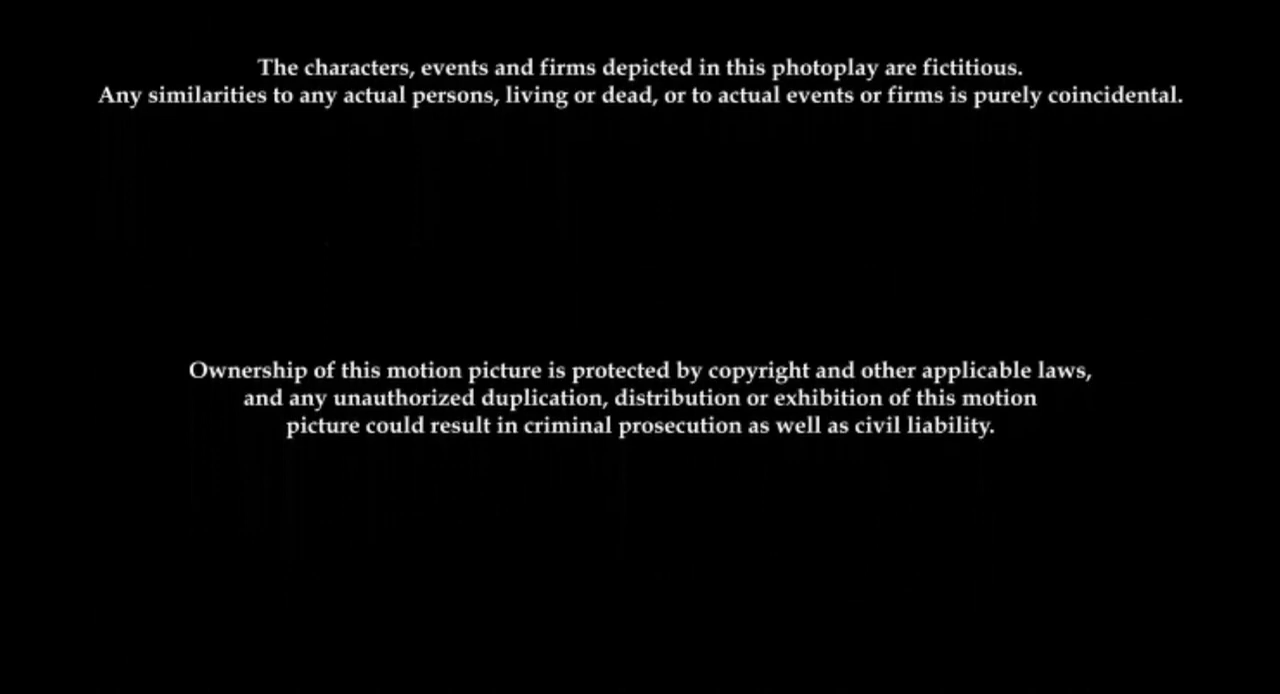 The characters, events and firms depicted in this photoplay are fictitious.
Any similarities to any actual persons, living or dead, or to actual events or firms is purely coincidental.
Ownership of this motion picture is protected by copyright and other applicable laws,
and any unauthorized duplication, distribution or exhibition of this motion
picture could result in criminal prosecution as well as civil liability.